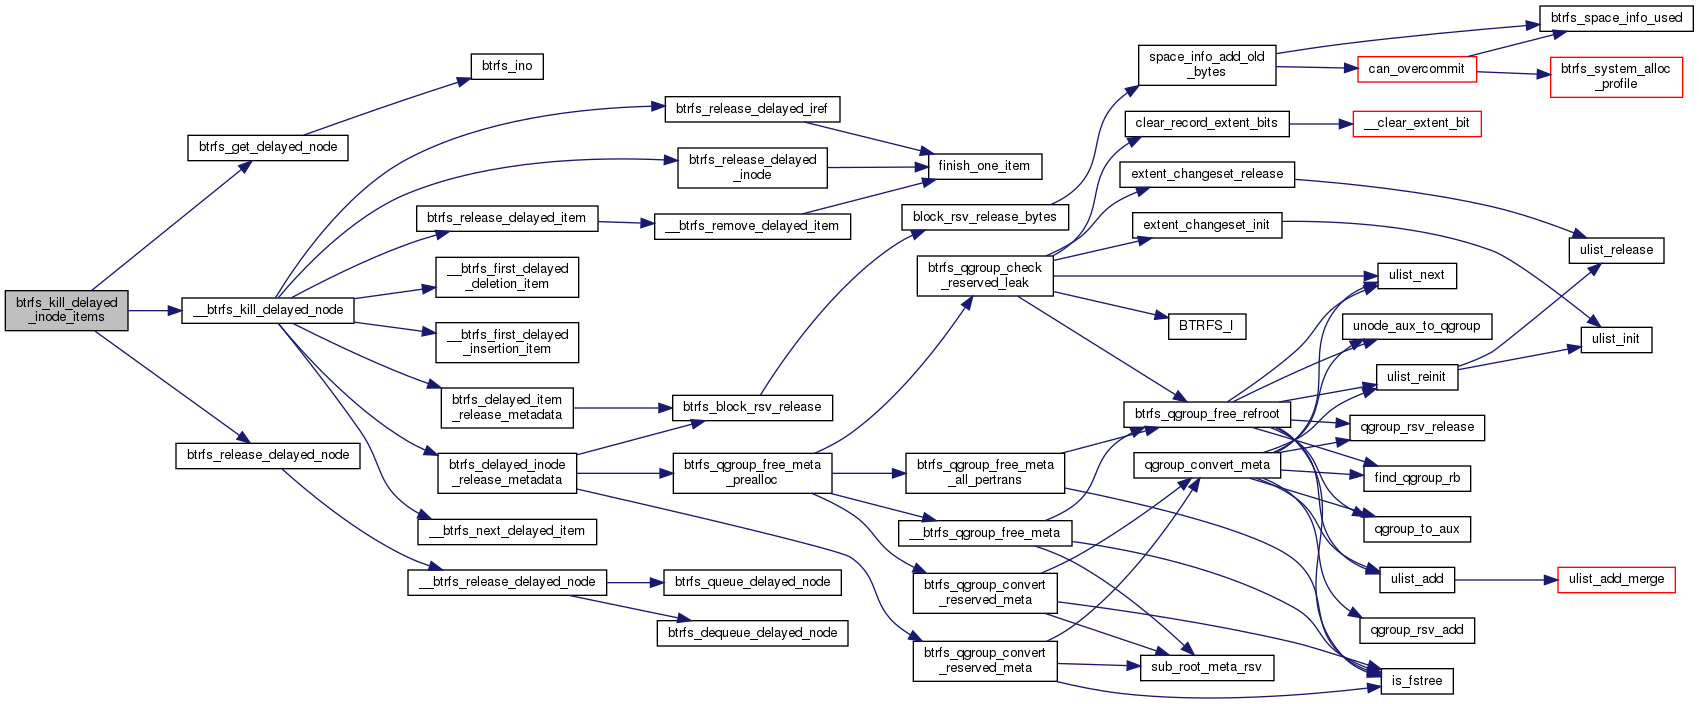 btrfs_kill_delayed
_inode_items
btrfs_get_delayed_node
__btrfs_kill_delayed_node
btrfs_release_delayed_node
btrfs_ino
btrfs_release_delayed_item
__btrfs_first_delayed
_deletion_item
__btrfs_first_delayed
_insertion_item
btrfs_delayed_item
_release_metadata
btrfs_delayed_inode
_release_metadata
__btrfs_next_delayed_item
__btrfs_release_delayed_node
btrfs_release_delayed_iref
btrfs_release_delayed
_inode
__btrfs_remove_delayed_item
btrfs_block_rsv_release
btrfs_qgroup_free_meta
_prealloc
btrfs_queue_delayed_node
btrfs_dequeue_delayed_node
finish_one_item
block_rsv_release_bytes
btrfs_qgroup_check
_reserved_leak
btrfs_qgroup_free_meta
_all_pertrans
__btrfs_qgroup_free_meta
btrfs_qgroup_convert
_reserved_meta
btrfs_qgroup_convert
_reserved_meta
space_info_add_old
_bytes
clear_record_extent_bits
extent_changeset_release
extent_changeset_init
BTRFS_I
btrfs_qgroup_free_refroot
qgroup_convert_meta
sub_root_meta_rsv
can_overcommit
__clear_extent_bit
ulist_next
unode_aux_to_qgroup
ulist_reinit
qgroup_rsv_release
find_qgroup_rb
qgroup_to_aux
ulist_add
qgroup_rsv_add
is_fstree
btrfs_space_info_used
btrfs_system_alloc
_profile
ulist_release
ulist_init
ulist_add_merge